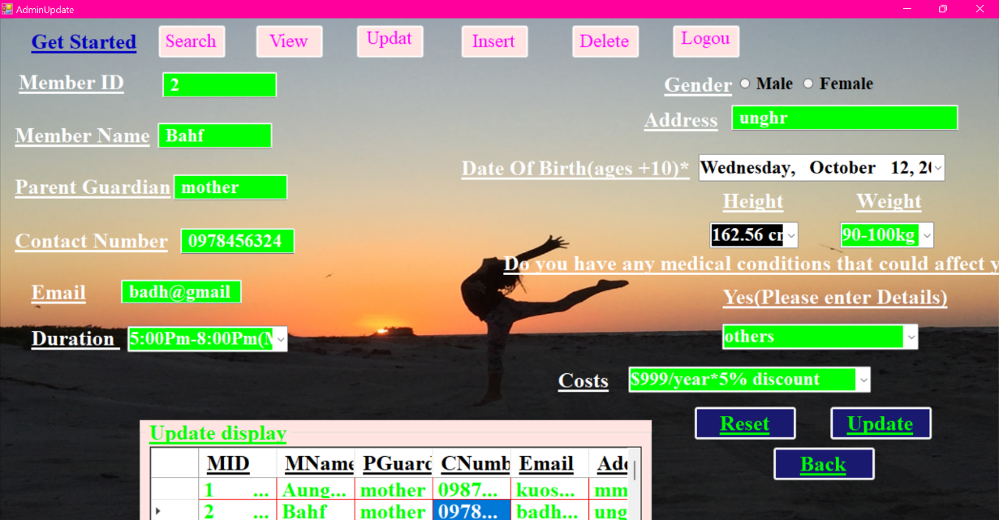 AdminUpdate
Get Started Search View Updat Insert Delete Logou
Member ID 2
Gender Male Female
Address unghr
Member Name Bahf
Date Of Birth(ages +10)* Wednesday, October 12, 20
Parent Guardian mother
Height Weight
Contact Number 0978456324
162.56 cr 90-100kg
Do you have any medical conditions that could affect y
Email badh@gmail
Yes(Please enter Details)
Duration 5:00Pm-8:00Pm(M
others
Costs $999/year*5% discount
Reset Update
Update display
Back
MID MName PGuard CNumb Email Add
1 ... Aung... mother 0987... kuos... mm
2 ... Bahf mother 0978... badh... ung